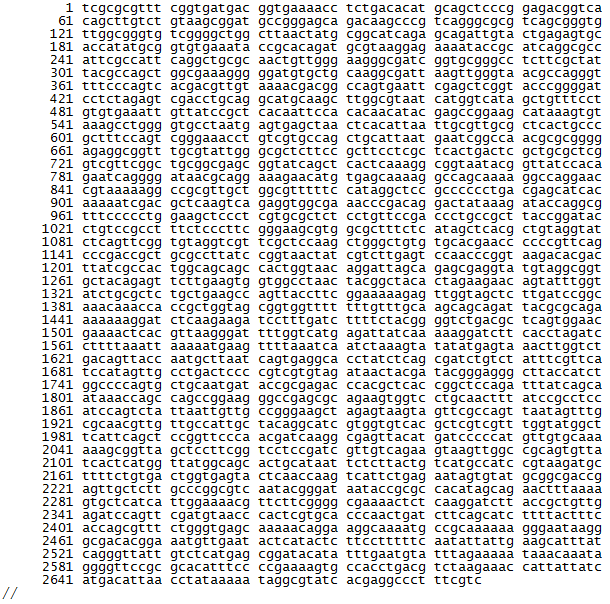 1 tcgcgcgttt cggtgatgac ggtgaaaacc tctgacacat gcagctcccg gagacggtca
61 cagcttgtct gtaagcggat gccgggagca gacaagcccg tcagggcgcg tcagcgggtg
121 ttggcgggtg tcggggctgg cttaactatg cggcatcaga gcagattgta ctgagagtgc
181 accatatgcg gtgtgaaata ccgcacagat gcgtaaggag aaaataccgc atcaggcgcc
241 attcgccatt caggctgcgc aactgttggg aagggcgatc ggtgcgggcc tcttcgctat
301 tacgccagct ggcgaaaggg ggatgtgctg caaggcgatt aagttgggta acgccagggt
361 tttcccagtc acgacgttgt aaaacgacgg ccagtgaatt cgagctcggt acccggggat
421 cctctagagt cgacctgcag gcatgcaagc ttggcgtaat catggtcata gctgtttcct
481 gtgtgaaatt gttatccgct cacaattcca cacaacatac gagccggaag cataaagtgt
541 aaagcctggg gtgcctaatg agtgagctaa ctcacattaa ttgcgttgcg ctcactgccc
601 gctttccagt cgggaaacct gtcgtgccag ctgcattaat gaatcggcca acgcgcgggg
661 agaggcggtt tgcgtattgg gcgctcttcc gcttcctcgc tcactgactc gctgcgctcg
721 gtcgttcggc tgcggcgagc ggtatcagct cactcaaagg cggtaatacg gttatccaca
781 gaatcagggg ataacgcagg aaagaacatg tgagcaaaag gccagcaaaa ggccaggaac
841 cgtaaaaagg ccgcgttgct ggcgtttttc cataggctcc gcccccctga cgagcatcac
901 aaaaatcgac gctcaagtca gaggtggcga aacccgacag gactataaag ataccaggcg
961 tttccccctg gaagctccct cgtgcgctct cctgttccga ccctgccgct taccggatac
1021 ctgtccgcct ttctcccttc gggaagcgtg gcgctttctc atagctcacg ctgtaggtat
1081 ctcagttcgg tgtaggtcgt tcgctccaag ctgggctgtg tgcacgaacc ccccgttcag
1141 cccgaccgct gcgccttatc cggtaactat cgtcttgagt ccaacccggt aagacacgac
1201 ttatcgccac tggcagcagc cactggtaac aggattagca gagcgaggta tgtaggcggt
1261 gctacagagt tcttgaagtg gtggcctaac tacggctaca ctagaagaac agtatttggt
1321 atctgcgctc tgctgaagcc agttaccttc ggaaaaagag ttggtagctc ttgatccggc
1381 aaacaaacca ccgctggtag cggtggtttt tttgtttgca agcagcagat tacgcgcaga
1441 aaaaaaggat ctcaagaaga tcctttgatc ttttctacgg ggtctgacgc tcagtggaac
1501 gaaaactcac gttaagggat tttggtcatg agattatcaa aaaggatctt cacctagatc
1561 cttttaaatt aaaaatgaag ttttaaatca atctaaagta tatatgagta aacttggtct
1621 gacagttacc aatgcttaat cagtgaggca cctatctcag cgatctgtct atttcgttca
1681 tccatagttg cctgactccc cgtcgtgtag ataactacga tacgggaggg cttaccatct
1741 ggccccagtg ctgcaatgat accgcgagac ccacgctcac cggctccaga tttatcagca
1801 ataaaccagc cagccggaag ggccgagcgc agaagtggtc ctgcaacttt atccgcctcc
1861 atccagtcta ttaattgttg ccgggaagct agagtaagta gttcgccagt taatagtttg
1921 cgcaacgttg ttgccattgc tacaggcatc gtggtgtcac gctcgtcgtt tggtatggct
1981 tcattcagct ccggttccca acgatcaagg cgagttacat gatcccccat gttgtgcaaa
2041 aaagcggtta gctccttcgg tcctccgatc gttgtcagaa gtaagttggc cgcagtgtta
2101 tcactcatgg ttatggcagc actgcataat tctcttactg tcatgccatc cgtaagatgc
2161 ttttctgtga ctggtgagta ctcaaccaag tcattctgag aatagtgtat gcggcgaccg
2221 agttgctctt gcccggcgtc aatacgggat aataccgcgc cacatagcag aactttaaaa
2281 gtgctcatca ttggaaaacg ttcttcgggg cgaaaactct caaggatctt accgctgttg
2341 agatccagtt cgatgtaacc cactcgtgca cccaactgat cttcagcatc ttttactttc
2401 accagcgttt ctgggtgagc aaaaacagga aggcaaaatg ccgcaaaaaa gggaataagg
2461 gcgacacgga aatgttgaat actcatactc ttcctttttc aatattattg aagcatttat
2521 cagggttatt gtctcatgag cggatacata tttgaatgta tttagaaaaa taaacaaata
2581 ggggttccgc gcacatttcc ccgaaaagtg ccacctgacg tctaagaaac cattattatc
2641 atgacattaa cctataaaaa taggcgtatc acgaggccct ttcgtc
//